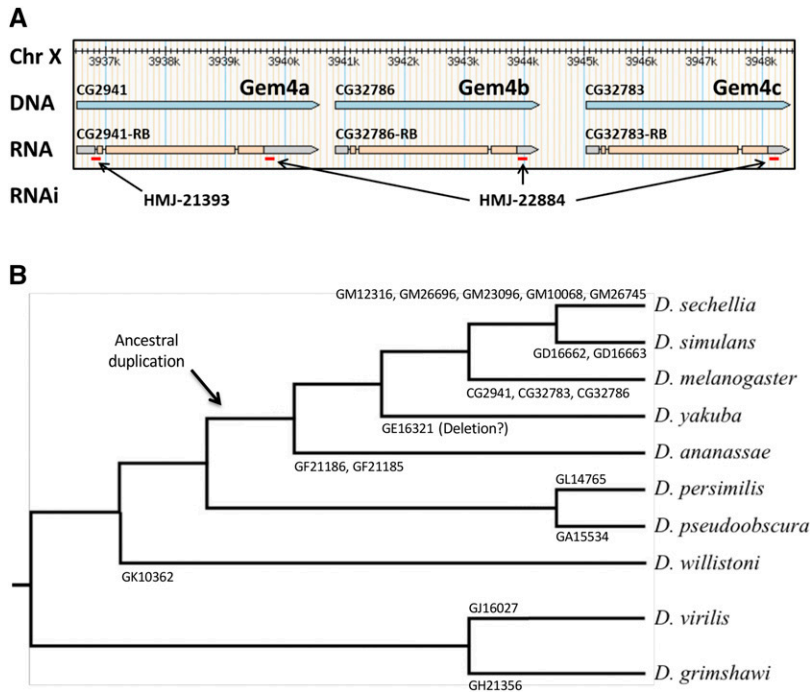 A
Chr X
3937k 3938k 3939k 3940k 3941k 3942k 3943k 3944k 3945k 3946k 3947k 3948k
DNA
CG2941 Gem4a CG32786 Gem4b CG32783 Gem4c
RNA
CG2941-RB CG32786-RB CG32783-RB
RNAi
HMJ-21393 HMJ-22884
B
GM12316, GM26696, GM23096, GM10068, GM26745
D. sechellia
Ancestral
duplication
D. simulans
GD16662, GD16663
D. melanogaster
CG2941, CG32783, CG32786
D. yakuba
GE16321 (Deletion?)
D. ananassae
GF21186, GF21185
GL14765
D. persimilis
D. pseudoobscura
GA15534
D. willistoni
GK10362
GJ16027
D. virilis
D. grimshawi
GH21356